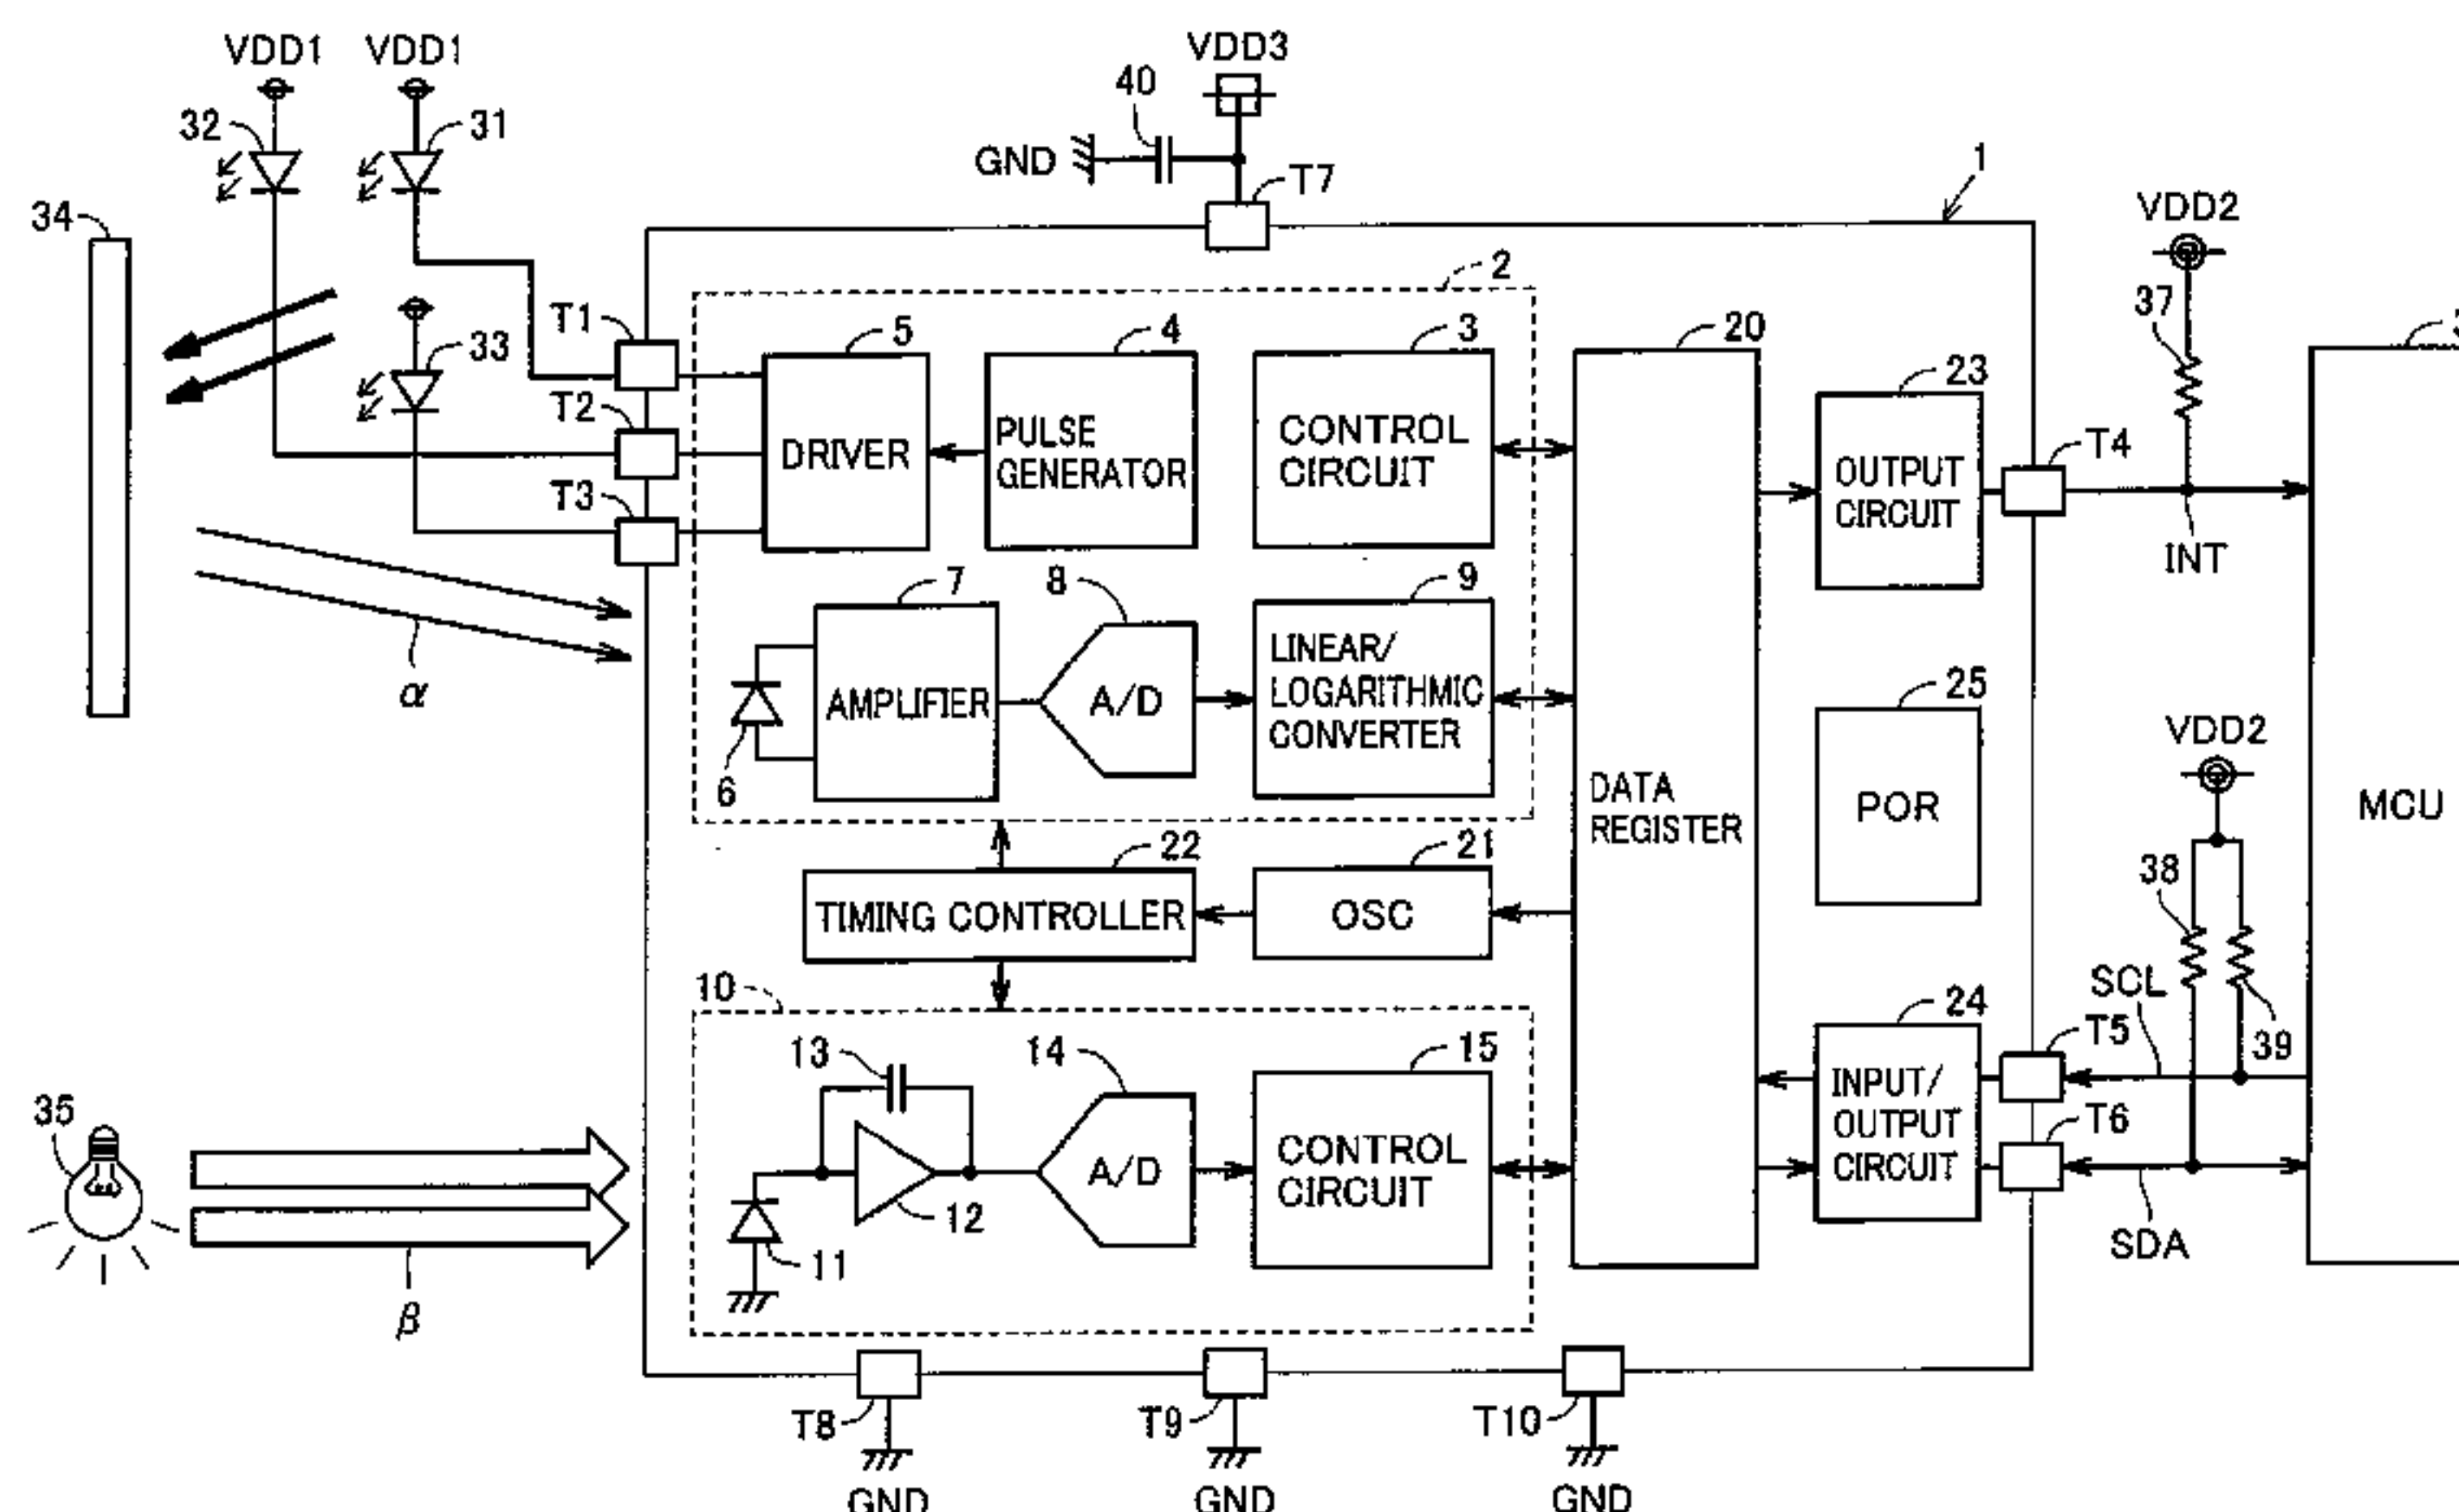 VDD1
VDD1
VDD3
40
32
31
GND
T7
1
VDD2
34
2
37
T1
33
5
4
3
20
23
T2
T4
PULSE
GENERATOR
CONTROL
CIRCUIT
DRIVER
OUTPUT
CIRCUIT
T3
INT
7
8
9
α
LINEAR/
LOGARITHMIC
CONVERTER
AMPLIFIER
A/D
25
VDD2
6
DATA
REGISTER
POR
MCU
22
21
38
TIMING CONTROLLER
OSC
10
SCL
24
T5
39
13
14
15
35
INPUT/
OUTPUT
CIRCUIT
T6
CONTROL
CIRCUIT
A/D
12
11
SDA
β
T8
T9
T10
GND
GND
GND